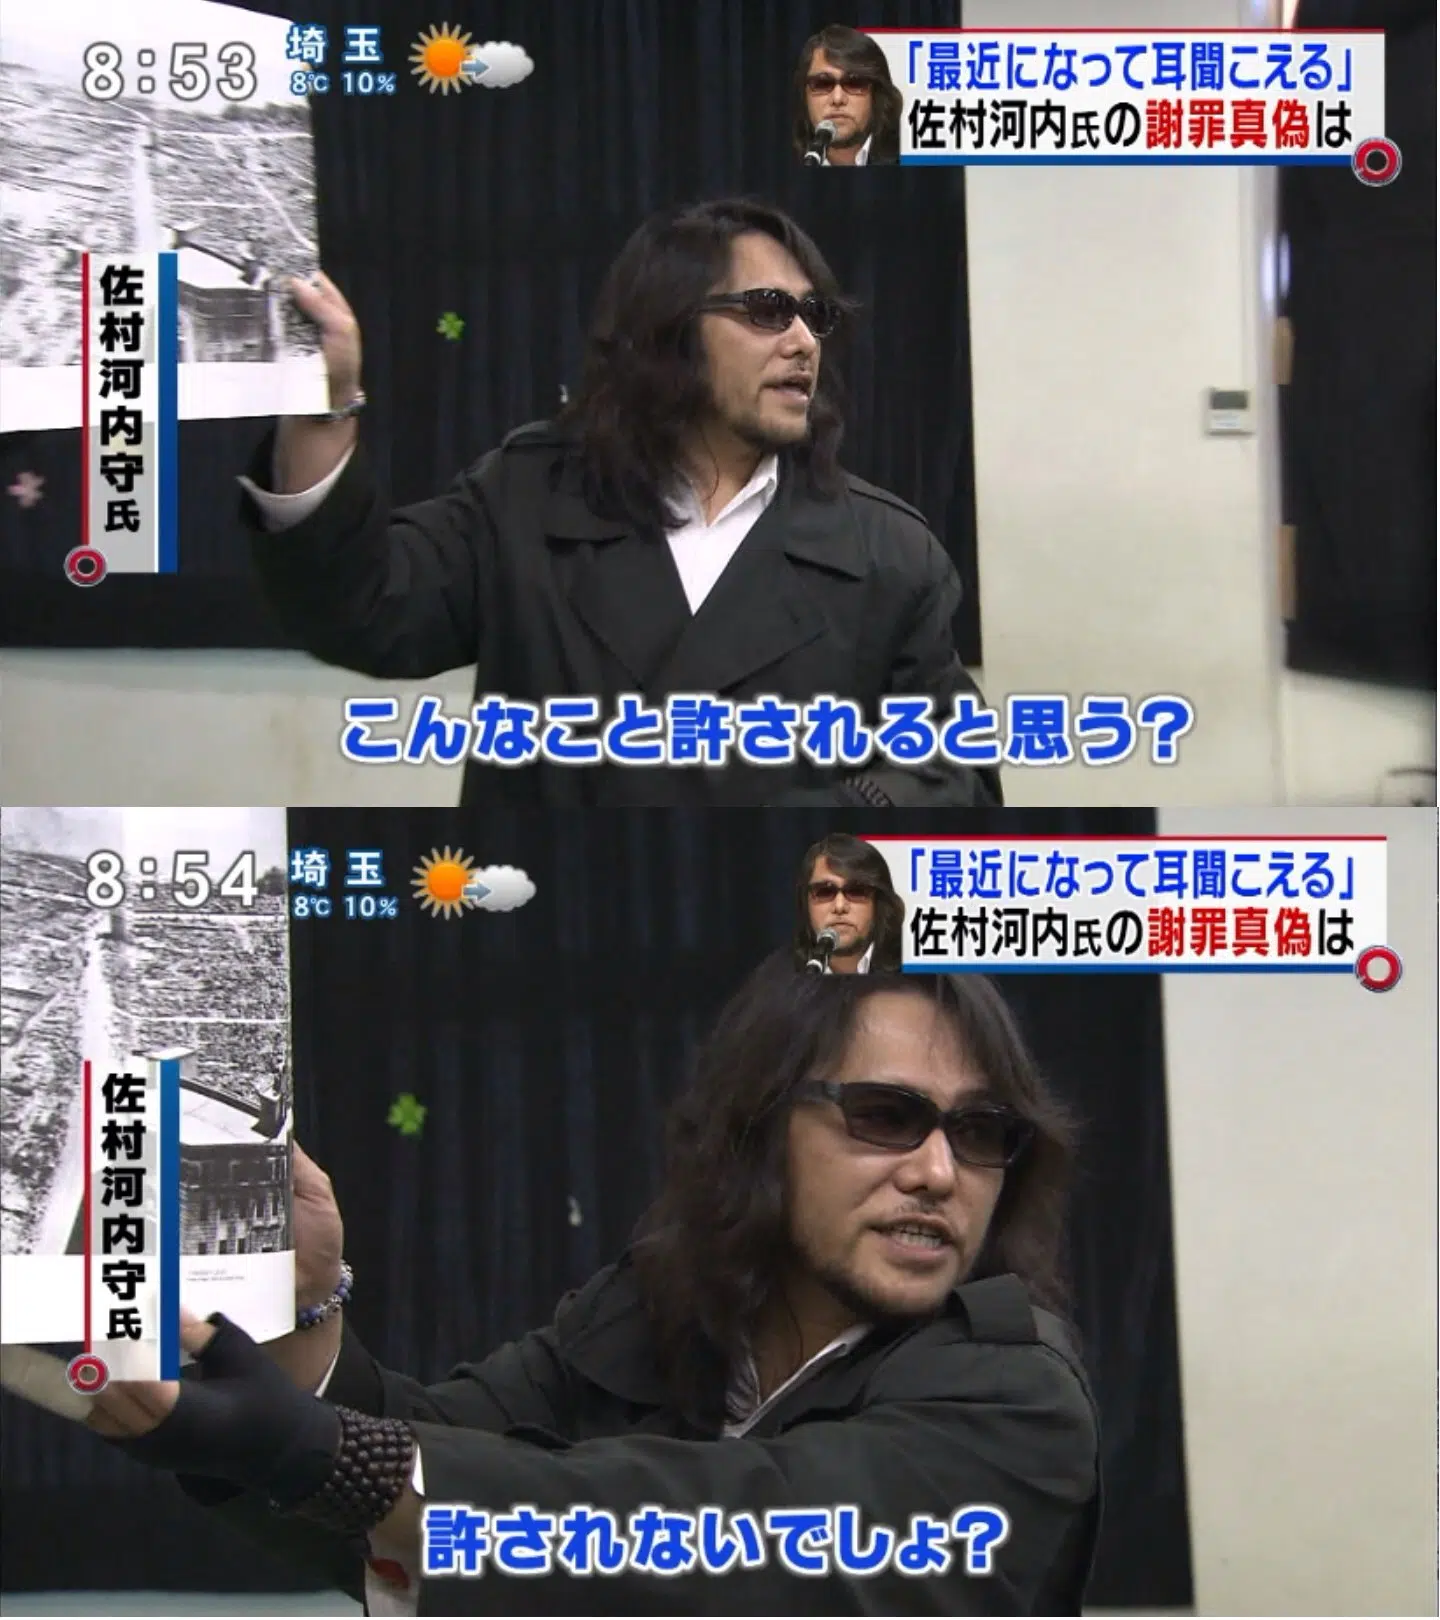 8:53
埼玉
8℃ 10%
「最近になって耳聞こえる」
佐村河内氏の謝罪真偽は
佐村河内守氏
こんなこと許されると思う?
8:54
埼玉
8℃ 10%
「最近になって耳聞こえる」
佐村河内氏の謝罪真偽は
佐村河内守氏
許されないでしょ?